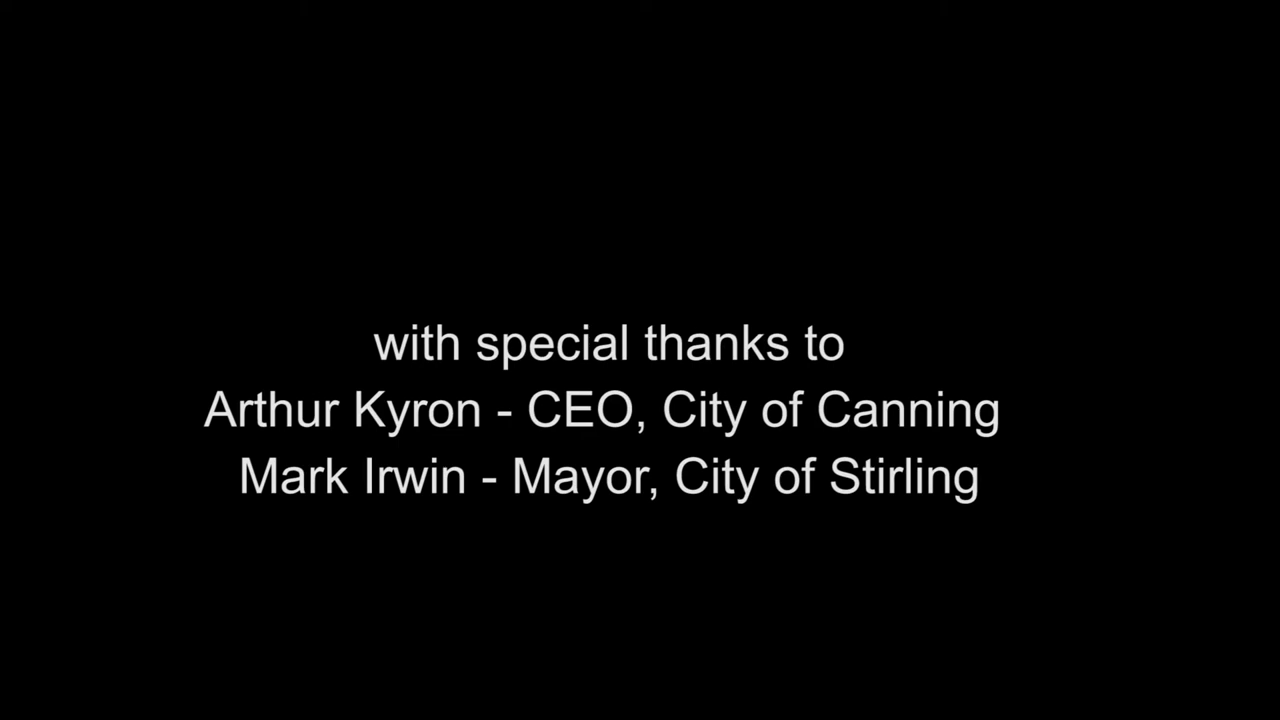 with special thanks to
Arthur Kyron - CEO, City of Canning
Mark Irwin - Mayor, City of Stirling